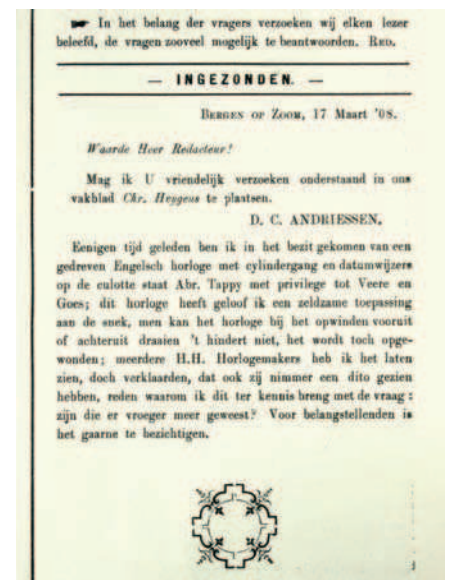 ☛ In het belang der vragers verzoeken wij elken lezer
beleefd, de vragen zooveel mogelijk te beantwoorden. RED.
— INGEZONDEN. —
BERGEN OP ZOOM, 17 Maart '08.
Waarde Heer Redacteur!
Mag ik U vriendelijk verzoeken onderstaand in ons
vakblad Chr. Huygens te plaatsen.
D. C. ANDRIESSEN.
Eenigen tijd geleden ben ik in het bezit gekomen van een
gedreven Engelsch horloge met cylindergang en datumwijzers
op de culotte staat Abr. Tappy met privilege tot Veere en
Goes; dit horloge heeft geloof ik een zeldzame toepassing
aan de snek, men kan het horloge bij het opwinden vooruit
of achteruit draaien 't hindert niet, het wordt toch opge-
wonden; meerdere H.H. Horlogemakers heb ik het laten
zien, doch verklaarden, dat ook zij nimmer een dito gezien
hebben, reden waarom ik dit ter kennis breng met de vraag:
zijn die er vroeger meer geweest? Voor belangstellenden is
het gaarne te bezichtigen.